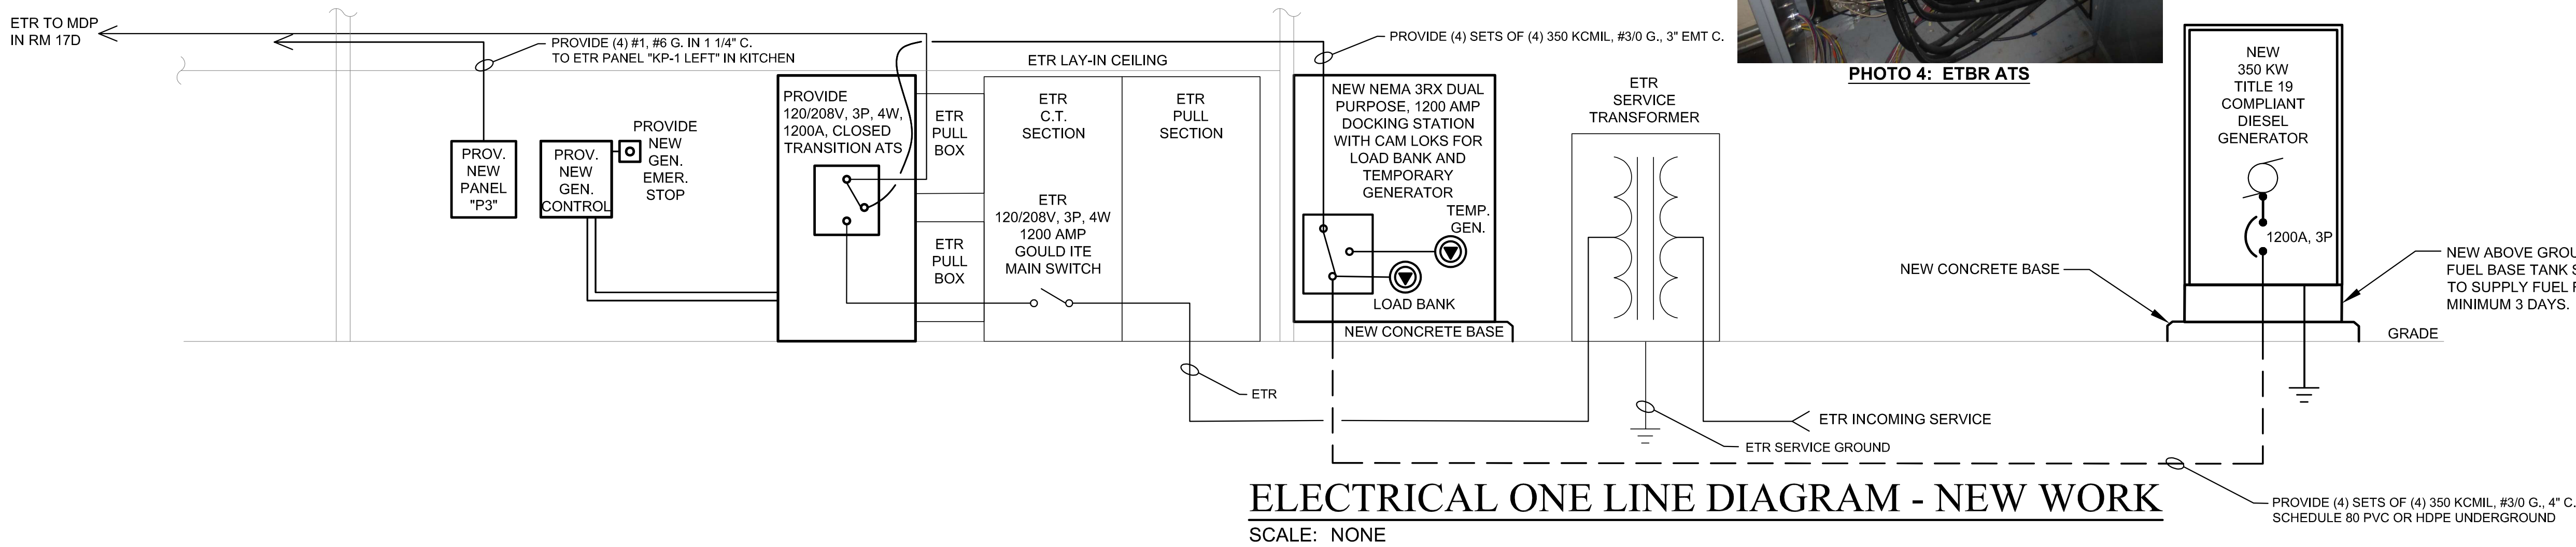 ETR TO MDP
IN RM 17D
PROVIDE (4) #1, #6 G. IN 1 1/4" C.
TO ETR PANEL "KP-1 LEFT" IN KITCHEN
ETR LAY-IN CEILING
PROVIDE (4) SETS OF (4) 350 KCMIL, #3/0 G., 3" EMT C.
PHOTO 4: ETBR ATS
PROV.
NEW
PANEL
"P3"
PROV.
NEW
GEN.
CONTROL
PROVIDE
NEW
GEN.
EMER.
STOP
PROVIDE
120/208V, 3P, 4W,
1200A, CLOSED
TRANSITION ATS
ETR
PULL
BOX
ETR
PULL
BOX
ETR
C.T.
SECTION
ETR
120/208V, 3P, 4W
1200 AMP
GOULD ITE
MAIN SWITCH
ETR
PULL
SECTION
NEW NEMA 3RX DUAL
PURPOSE, 1200 AMP
DOCKING STATION
WITH CAM LOKS FOR
LOAD BANK AND
TEMPORARY
GENERATOR
TEMP.
GEN.
LOAD BANK
NEW CONCRETE BASE
ETR
SERVICE
TRANSFORMER
NEW
350 KW
TITLE 19
COMPLIANT
DIESEL
GENERATOR
1200A, 3P
NEW CONCRETE BASE
NEW ABOVE GROU
FUEL BASE TANK S
TO SUPPLY FUEL F
MINIMUM 3 DAYS.
GRADE
ETR
ETR INCOMING SERVICE
ETR SERVICE GROUND
ELECTRICAL ONE LINE DIAGRAM - NEW WORK
SCALE: NONE
PROVIDE (4) SETS OF (4) 350 KCMIL, #3/0 G., 4" C.
SCHEDULE 80 PVC OR HDPE UNDERGROUND